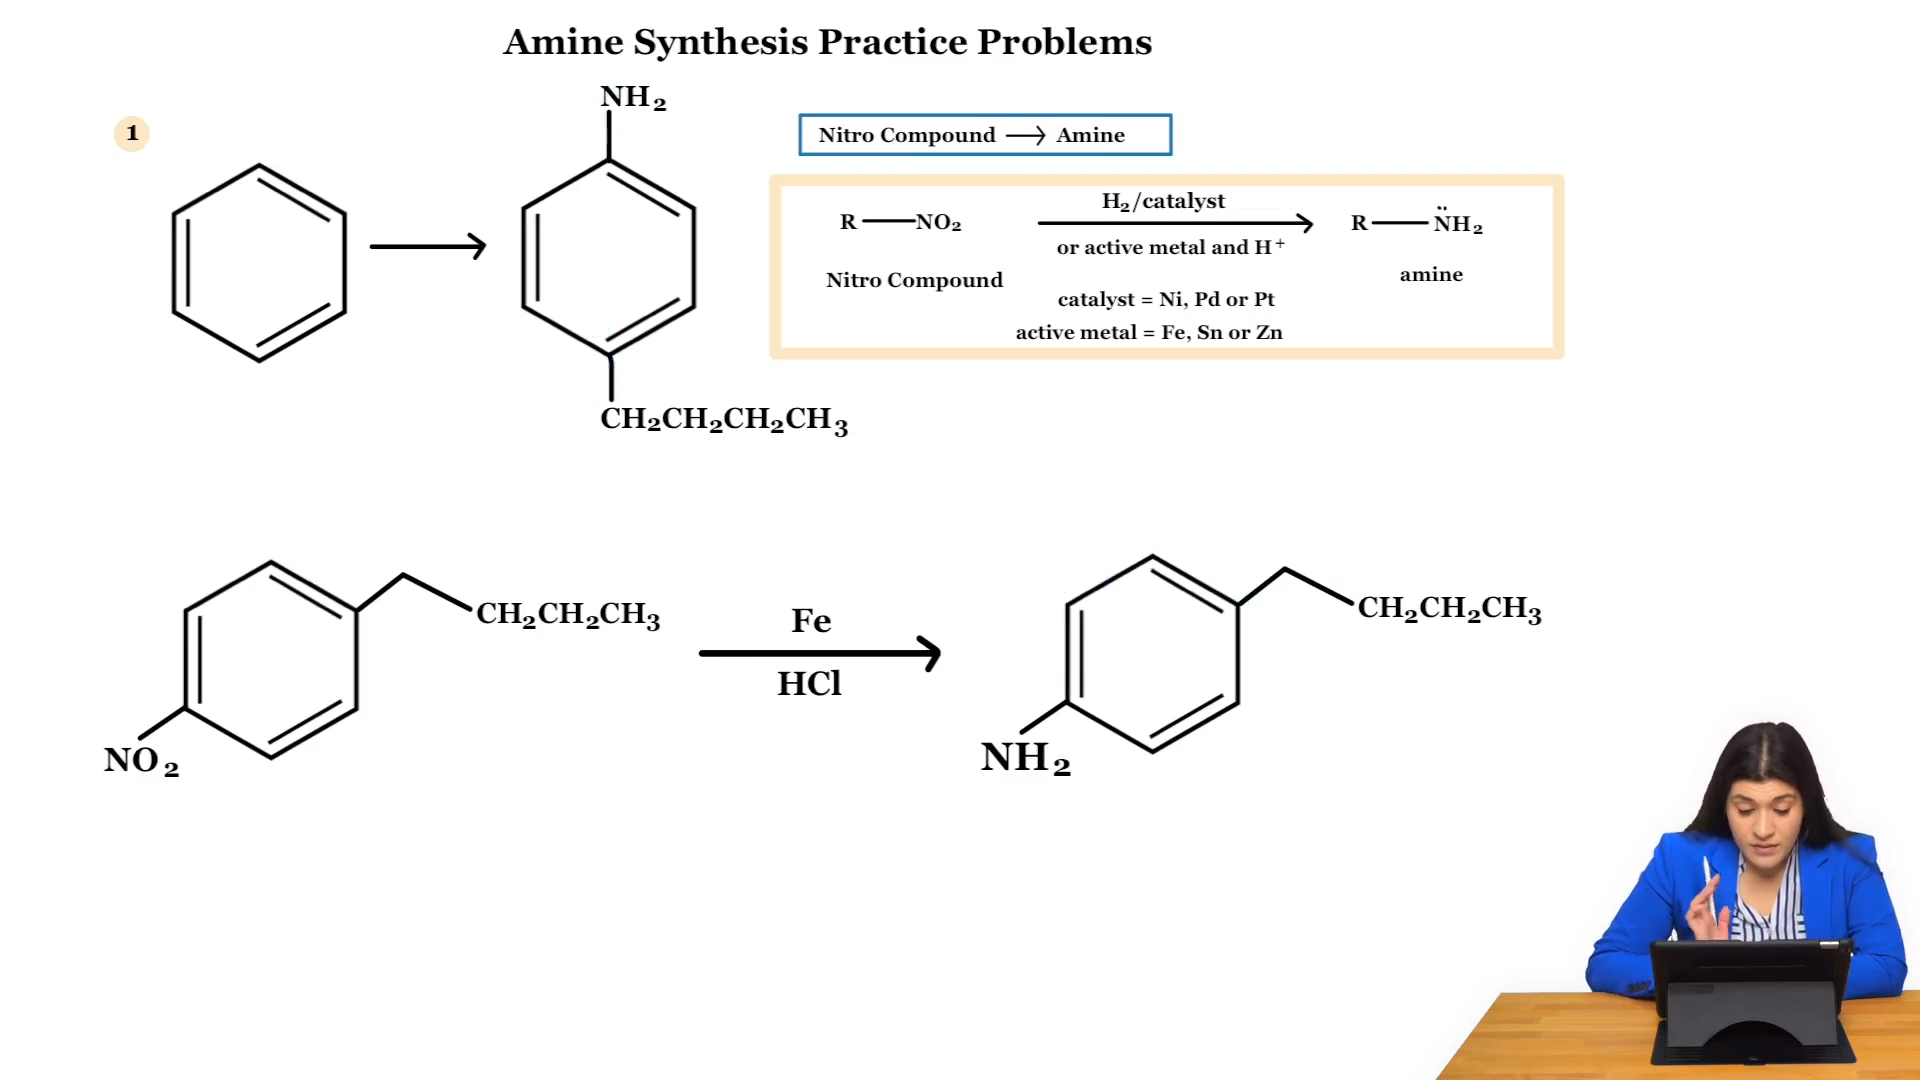 Amine Synthesis Practice Problems
1
NH₂
CH₂CH₂CH₂CH₃
Nitro Compound → Amine
R—NO₂
Nitro Compound
H₂/catalyst
or active metal and H⁺
catalyst = Ni, Pd or Pt
active metal = Fe, Sn or Zn
R—N̈H₂
amine
CH₂CH₂CH₃
NO₂
Fe
HCl
CH₂CH₂CH₃
NH₂